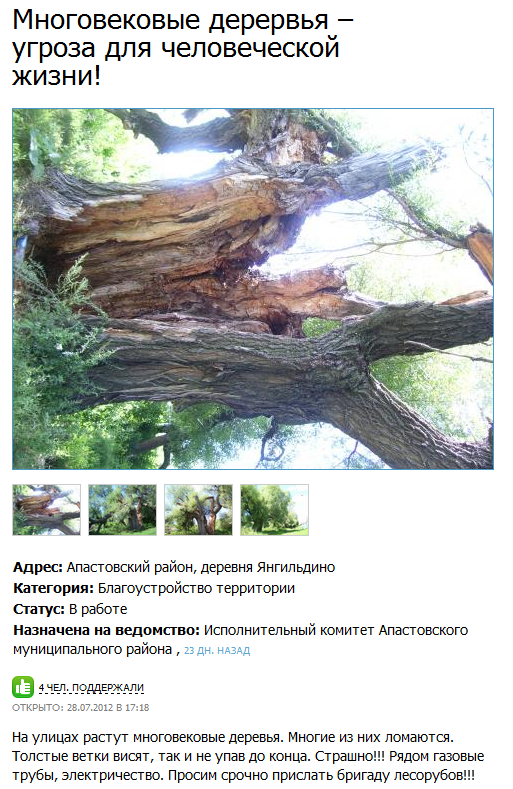 Многовековые дерервья –
угроза для человеческой
жизни!
Адрес: Апастовский район, деревня Янгильдино
Категория: Благоустройство территории
Статус: В работе
Назначена на ведомство: Исполнительный комитет Апастовского
муниципального района , 23 ДН. НАЗАД
4 ЧЕЛ. ПОДДЕРЖАЛИ
ОТКРЫТО: 28.07.2012 В 17:18
На улицах растут многовековые деревья. Многие из них ломаются.
Толстые ветки висят, так и не упав до конца. Страшно!!! Рядом газовые
трубы, электричество. Просим срочно прислать бригаду лесорубов!!!